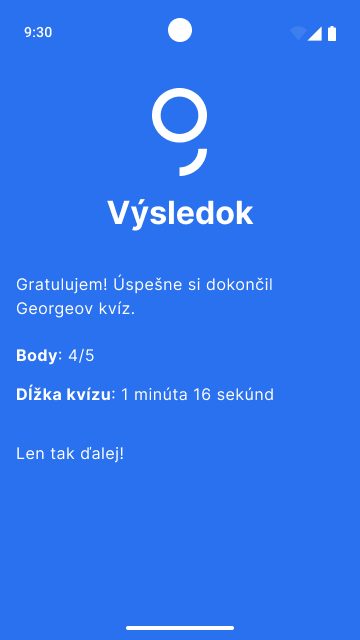 9:30
Výsledok
Gratulujem! Úspešne si dokončil
Georgeov kvíz.
Body: 4/5
Dĺžka kvízu: 1 minúta 16 sekúnd
Len tak ďalej!